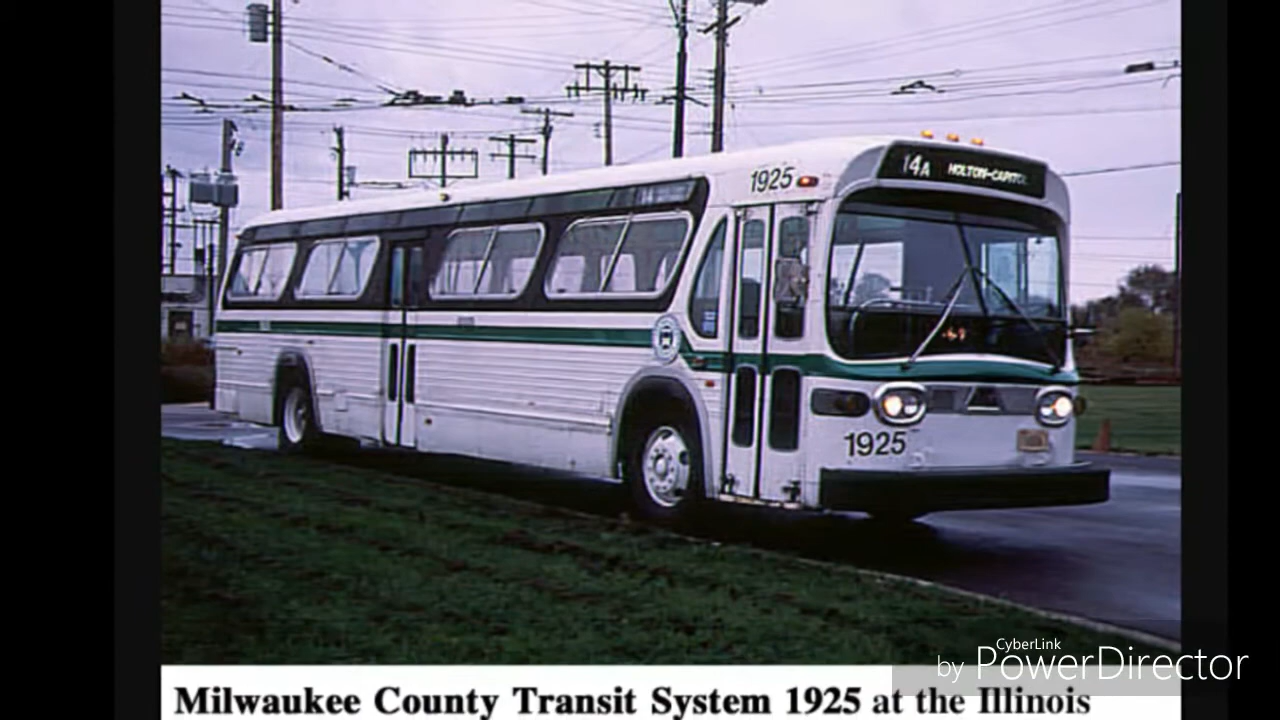 1925
14A HOLTON-CAPITOL
1925
CyberLink
by PowerDirector
Milwaukee County Transit System 1925 at the Illinois